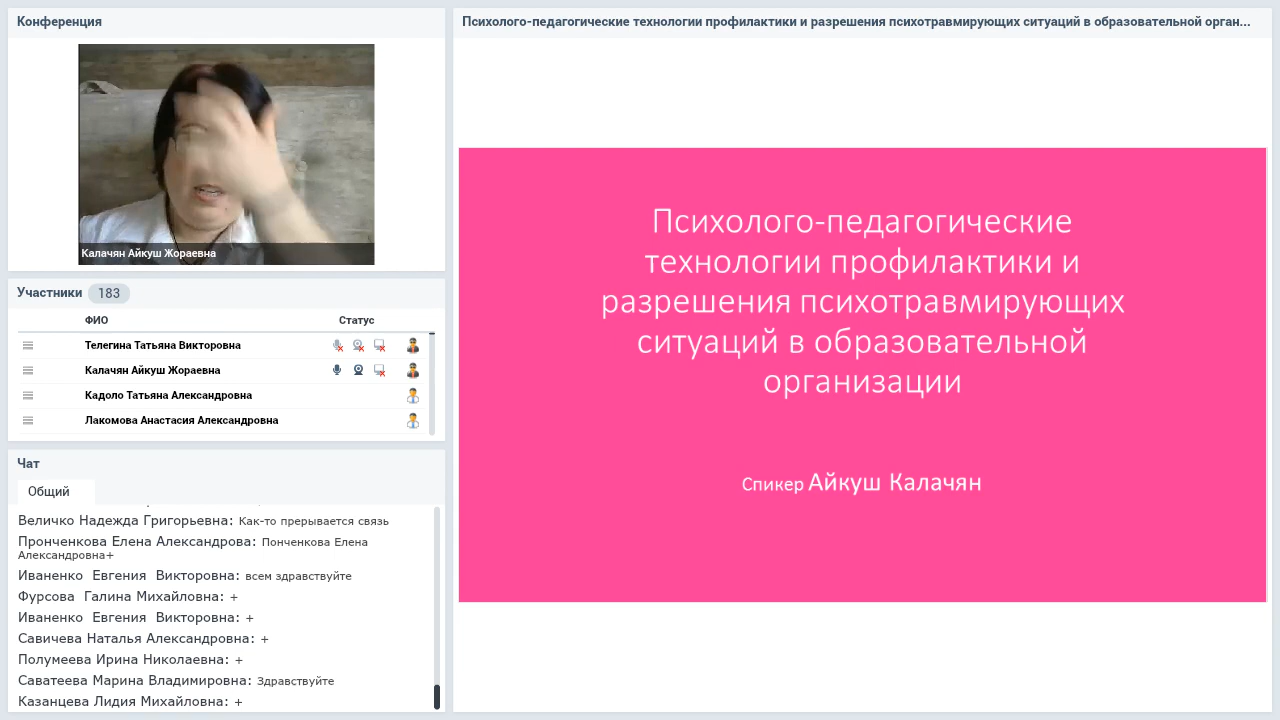 Конференция
Калачян Айкуш Жораевна
Участники 183
ФИО Статус
Телегина Татьяна Викторовна
Калачян Айкуш Жораевна
Кадоло Татьяна Александровна
Лакомова Анастасия Александровна
Чат
Общий
Величко Надежда Григорьевна: Как-то прерывается связь
Пронченкова Елена Александрова: Понченкова Елена
Александровна+
Иваненко Евгения Викторовна: всем здравствуйте
Фурсова Галина Михайловна: +
Иваненко Евгения Викторовна: +
Савичева Наталья Александровна: +
Полумеева Ирина Николаевна: +
Саватеева Марина Владимировна: Здравствуйте
Казанцева Лидия Михайловна: +
Психолого-педагогические технологии профилактики и разрешения психотравмирующих ситуаций в образовательной орган...
Психолого-педагогические
технологии профилактики и
разрешения психотравмирующих
ситуаций в образовательной
организации
Спикер Айкуш Калачян